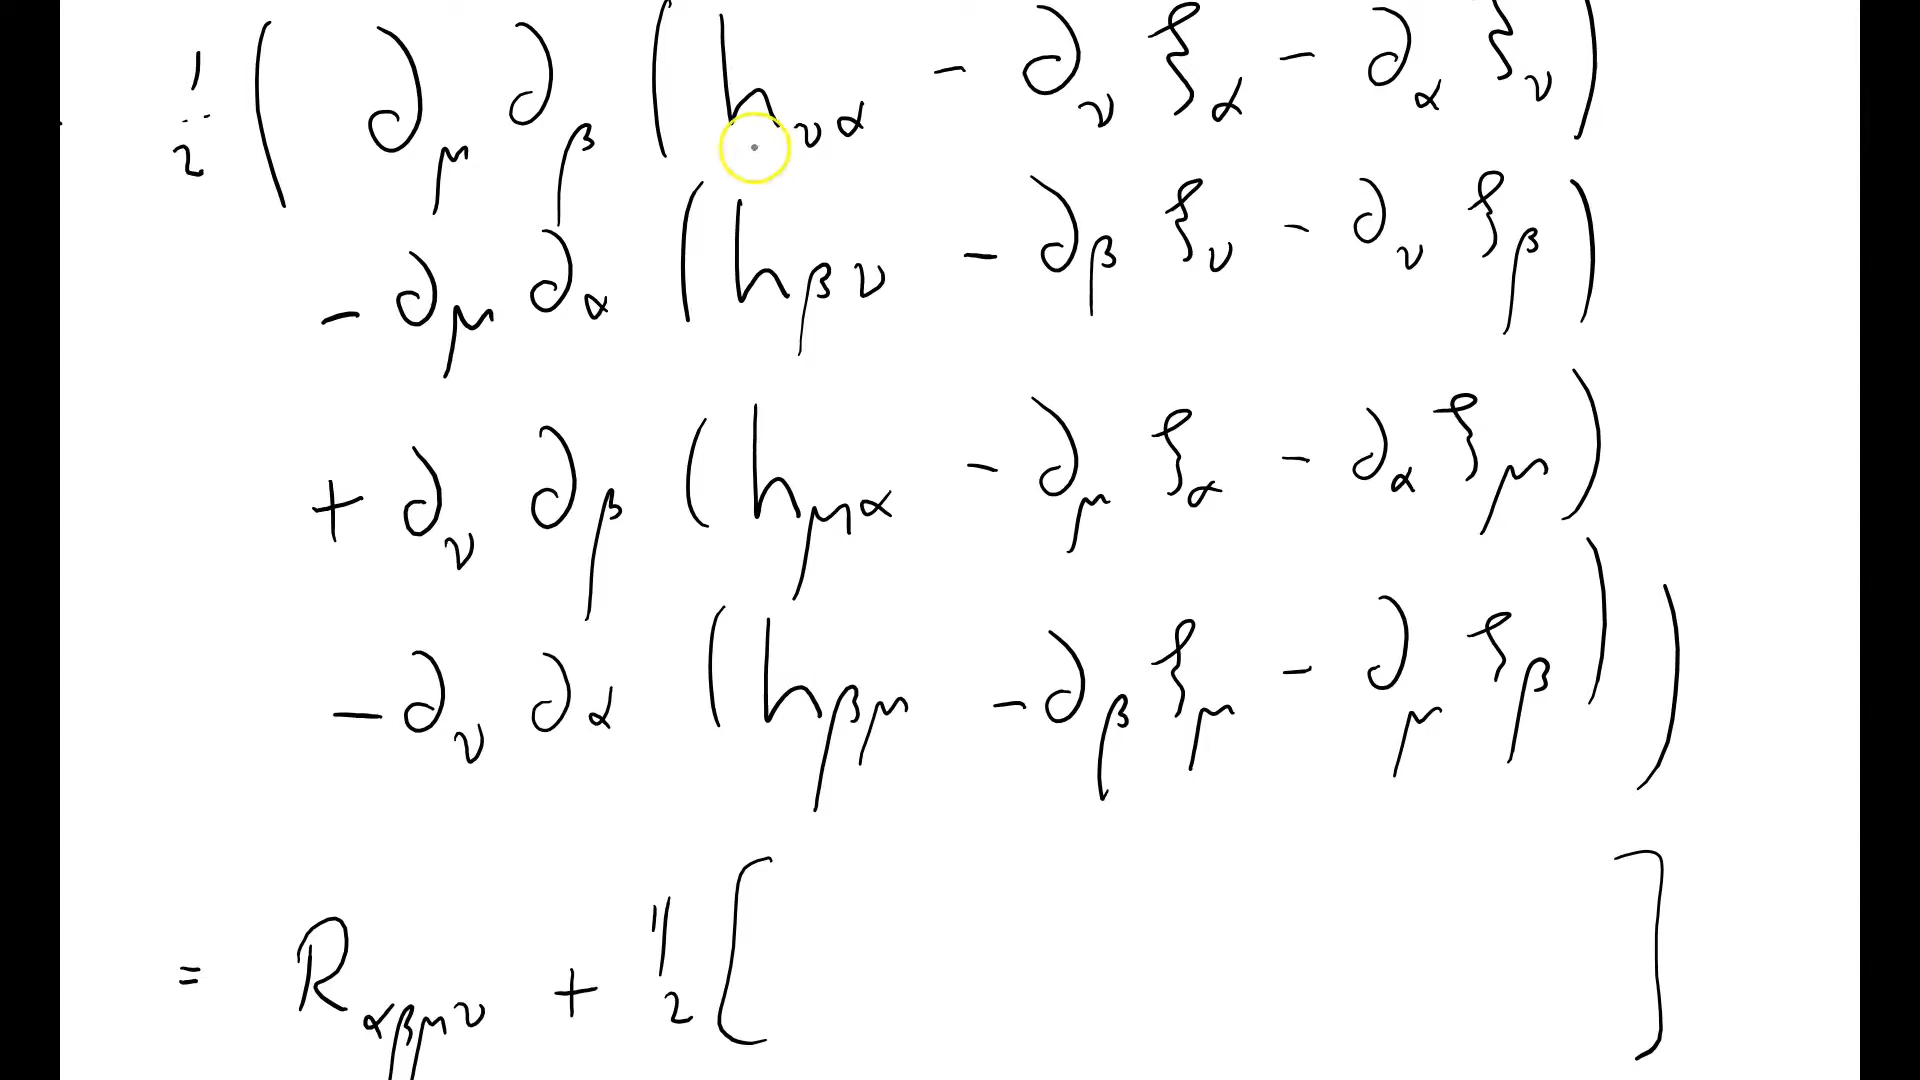 1/2 ( ∂_μ ∂_β ( h_να − ∂_ν ξ_α − ∂_α ξ_ν )
− ∂_μ ∂_α ( h_βν − ∂_β ξ_ν − ∂_ν ξ_β )
+ ∂_ν ∂_β ( h_μα − ∂_μ ξ_α − ∂_α ξ_μ )
− ∂_ν ∂_α ( h_βμ − ∂_β ξ_μ − ∂_μ ξ_β ) )
= R_αβμν + 1/2 [ ]